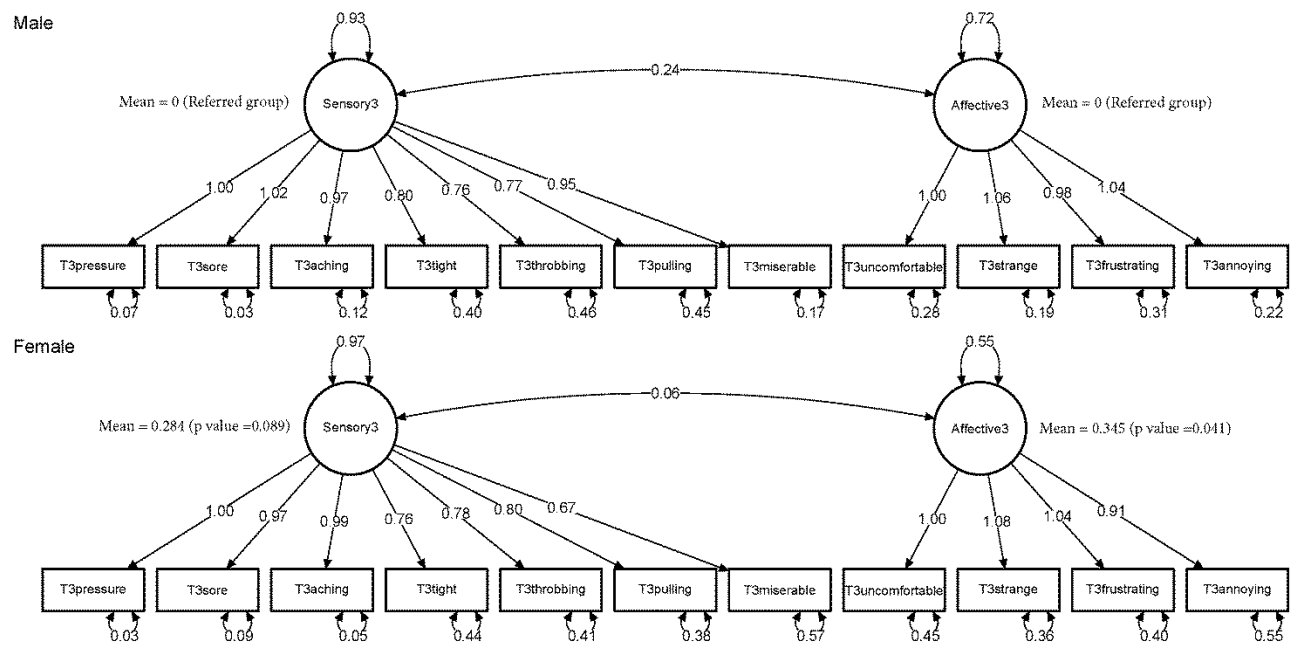 Male
0.93
0.72
0.24
Mean = 0 (Referred group)
Sensory3
Affective3
Mean = 0 (Referred group)
1.00
1.02
0.97
0.80
0.76
0.77
0.95
1.00
1.06
0.98
1.04
T3pressure
T3sore
T3aching
T3tight
T3throbbing
T3pulling
T3miserable
T3uncomfortable
T3strange
T3frustrating
T3annoying
0.07
0.03
0.12
0.40
0.46
0.45
0.17
0.28
0.19
0.31
0.22
Female
0.97
0.55
0.06
Mean = 0.284 (p value =0.089)
Sensory3
Affective3
Mean = 0.345 (p value =0.041)
1.00
0.97
0.99
0.76
0.78
0.80
0.67
1.00
1.08
1.04
0.91
T3pressure
T3sore
T3aching
T3tight
T3throbbing
T3pulling
T3miserable
T3uncomfortable
T3strange
T3frustrating
T3annoying
0.03
0.09
0.05
0.44
0.41
0.38
0.57
0.45
0.36
0.40
0.55